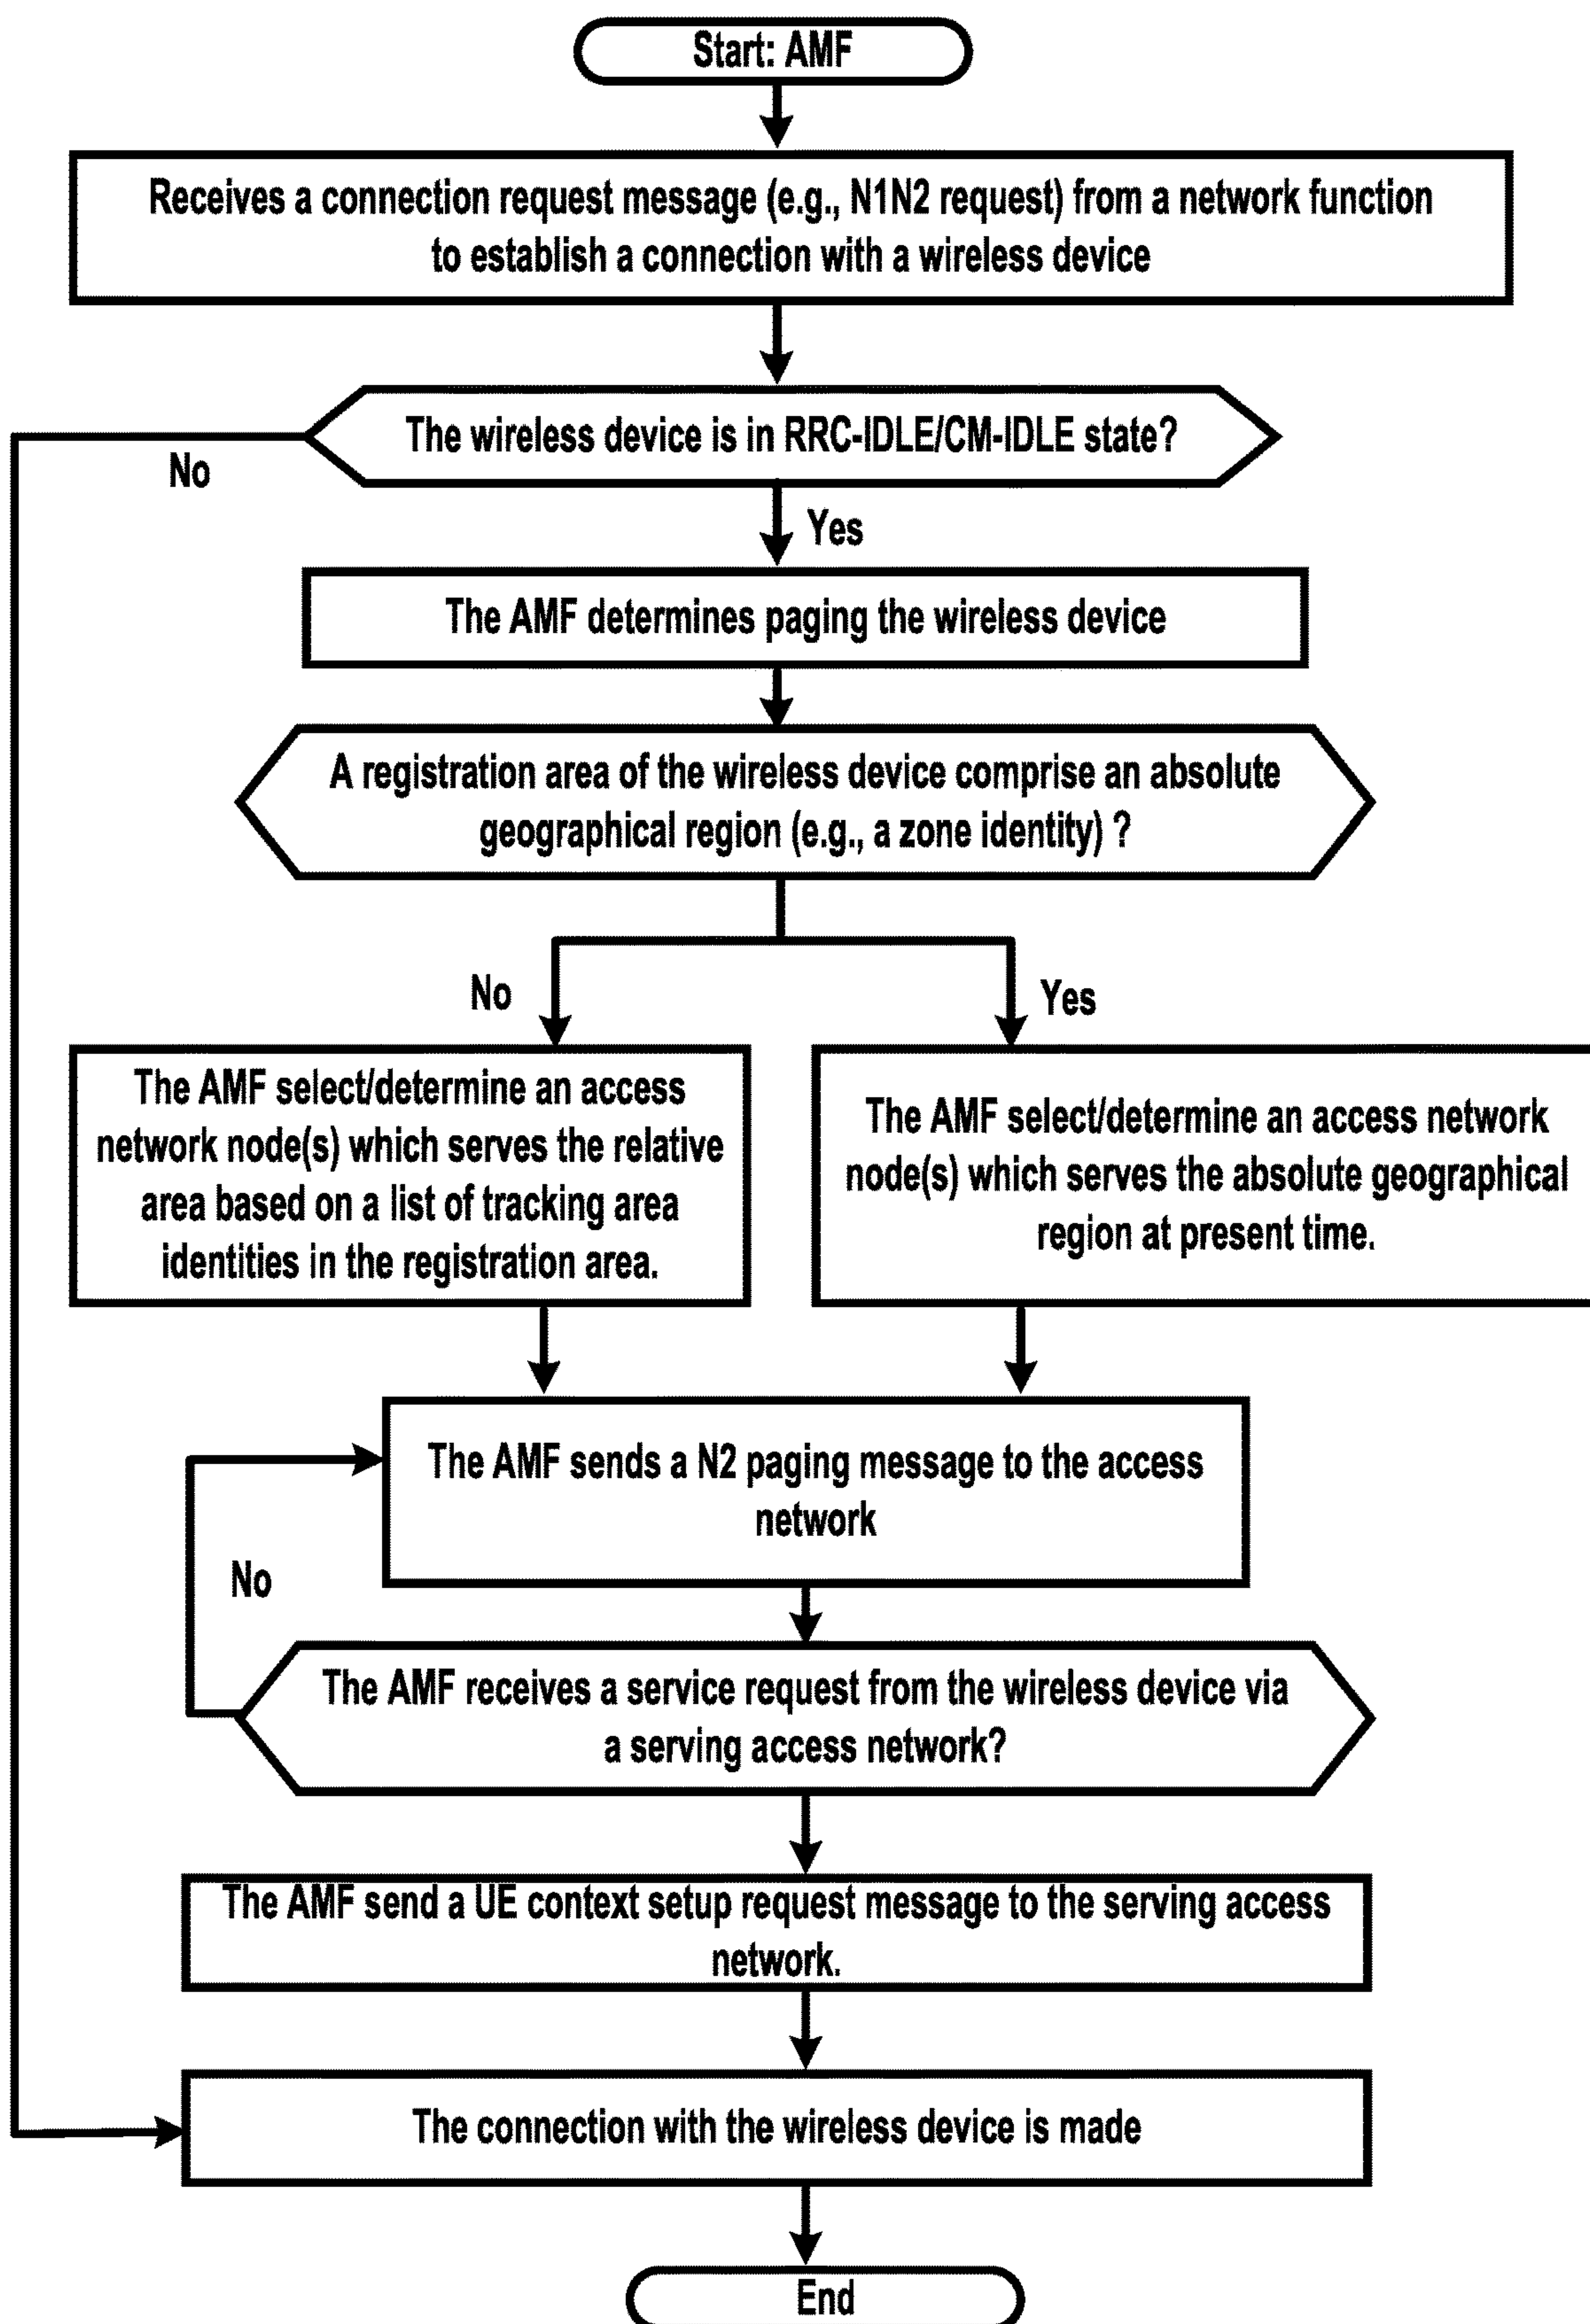 Start: AMF
Receives a connection request message (e.g., N1N2 request) from a network function
to establish a connection with a wireless device
The wireless device is in RRC-IDLE/CM-IDLE state?
No
Yes
The AMF determines paging the wireless device
A registration area of the wireless device comprise an absolute
geographical region (e.g., a zone identity) ?
No
Yes
The AMF select/determine an access
network node(s) which serves the relative
area based on a list of tracking area
identities in the registration area.
The AMF select/determine an access network
node(s) which serves the absolute geographical
region at present time.
The AMF sends a N2 paging message to the access
network
No
The AMF receives a service request from the wireless device via
a serving access network?
The AMF send a UE context setup request message to the serving access
network.
The connection with the wireless device is made
End